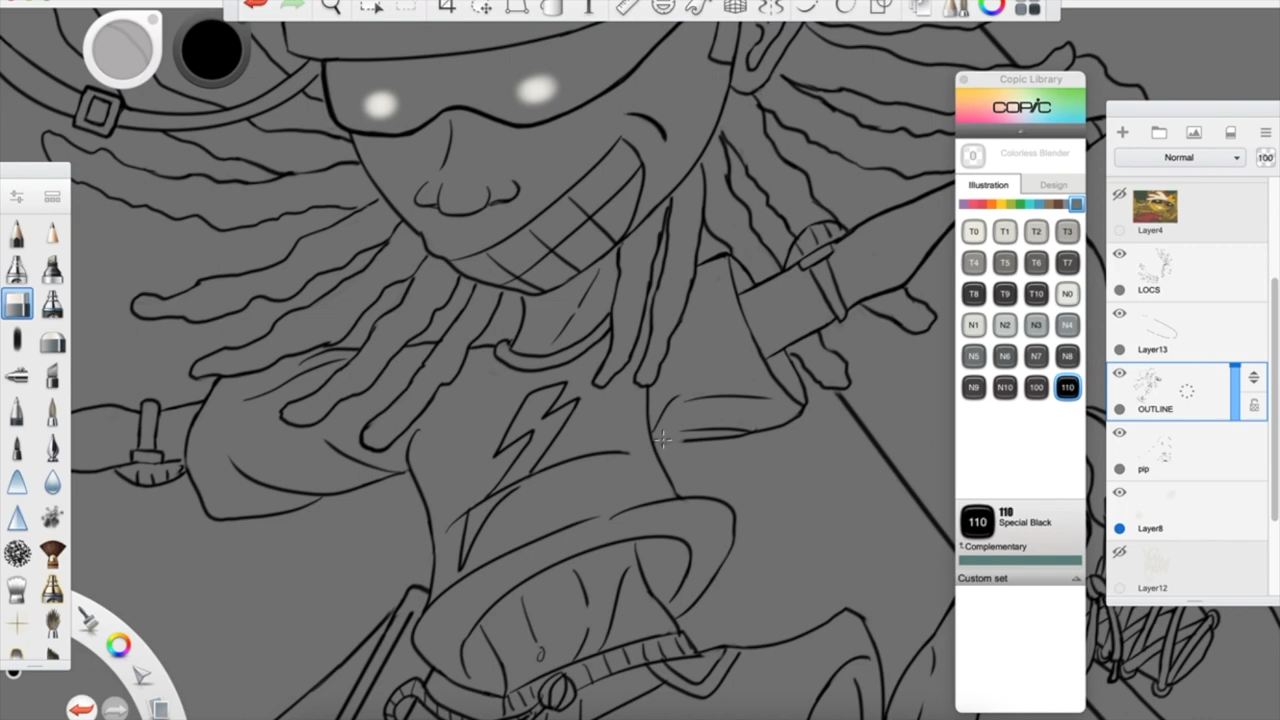 Copic Library
COPIC
0 Colorless Blender
Illustration Design
T0 T1 T2 T3
T4 T5 T6 T7
T8 T9 T10 N0
N1 N2 N3 N4
N5 N6 N7 N8
N9 N10 100 110
110 110
Special Black
Complementary
Custom set
Normal 100
Layer4
LOCS
Layer13
OUTLINE
pip
Layer8
Layer12